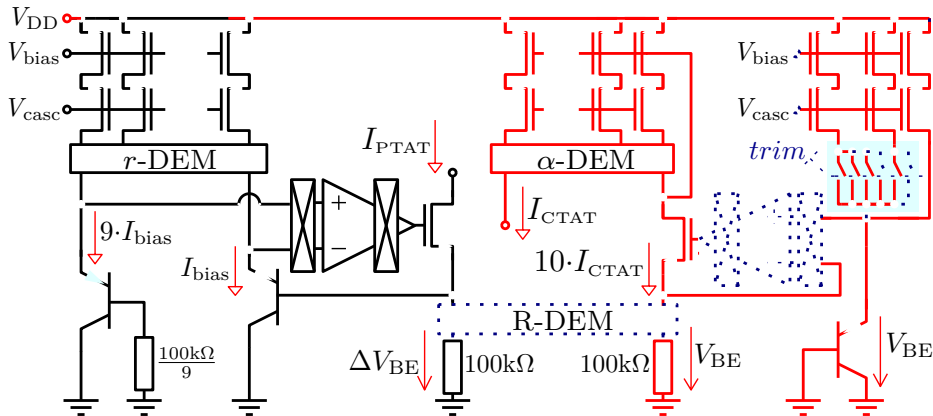 V_DD
V_bias
V_bias
V_casc
V_casc
r-DEM
I_PTAT
α-DEM
trim
+
−
I_CTAT
9·I_bias
I_bias
10·I_CTAT
R-DEM
100kΩ/9
ΔV_BE
100kΩ
100kΩ
V_BE
V_BE